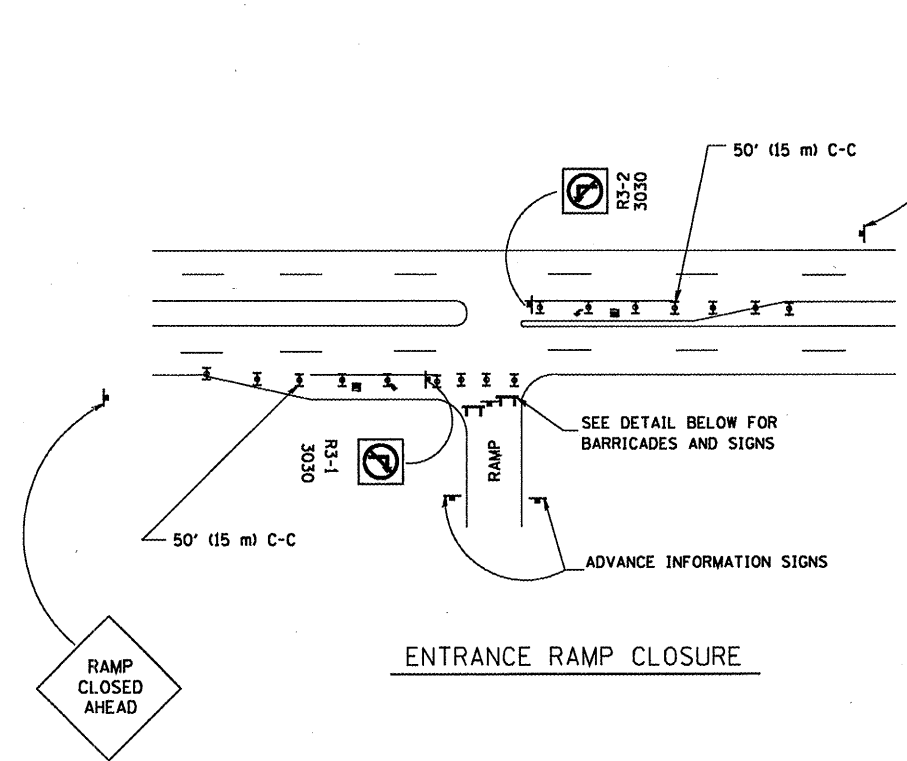 50' (15 m) C-C
R3-2
3030
SEE DETAIL BELOW FOR
BARRICADES AND SIGNS
R3-1
3030
RAMP
50' (15 m) C-C
ADVANCE INFORMATION SIGNS
ENTRANCE RAMP CLOSURE
RAMP
CLOSED
AHEAD